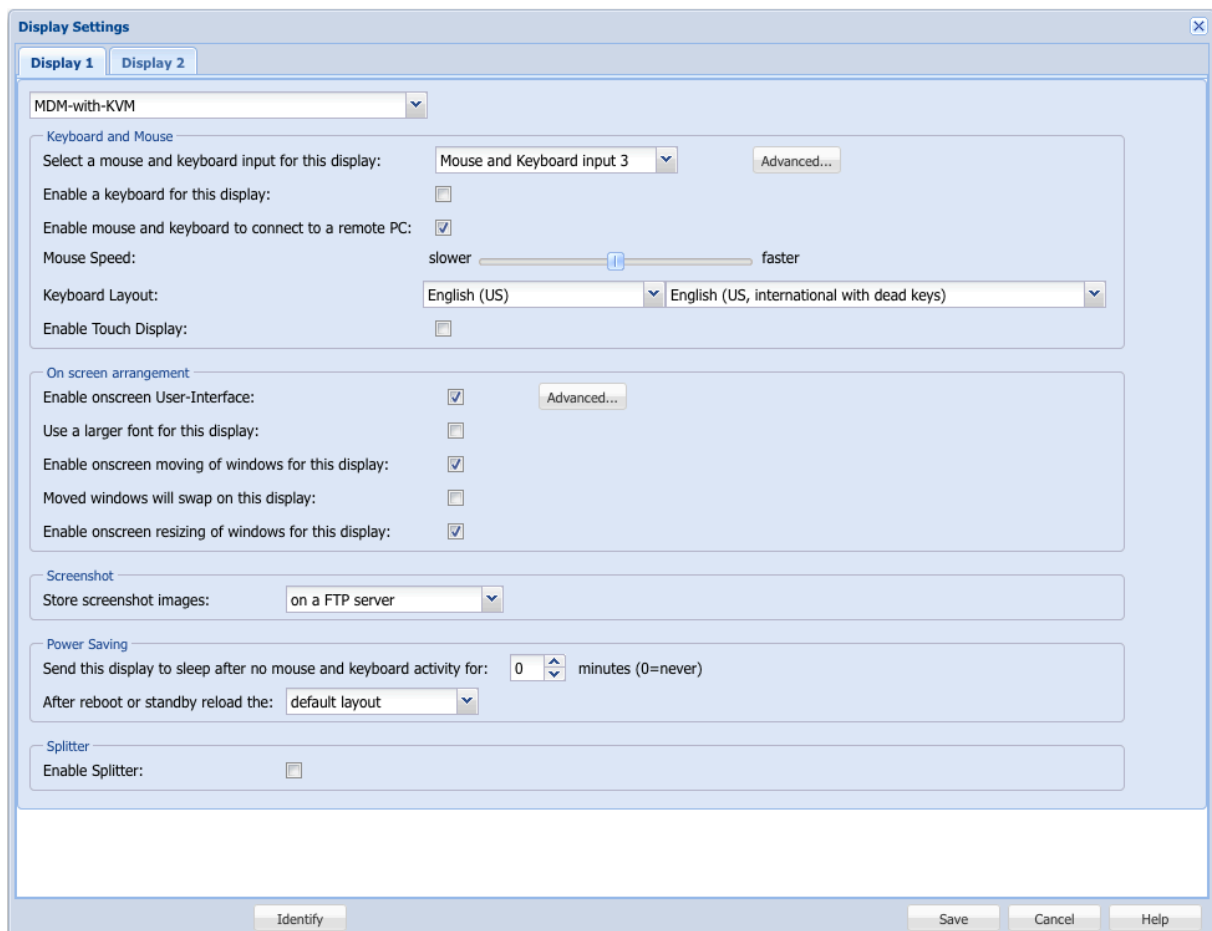 Display Settings
Display 1 Display 2
MDM-with-KVM
Keyboard and Mouse
Select a mouse and keyboard input for this display: Mouse and Keyboard input 3 Advanced...
Enable a keyboard for this display:
Enable mouse and keyboard to connect to a remote PC:
Mouse Speed: slower faster
Keyboard Layout: English (US) English (US, international with dead keys)
Enable Touch Display:
On screen arrangement
Enable onscreen User-Interface: Advanced...
Use a larger font for this display:
Enable onscreen moving of windows for this display:
Moved windows will swap on this display:
Enable onscreen resizing of windows for this display:
Screenshot
Store screenshot images: on a FTP server
Power Saving
Send this display to sleep after no mouse and keyboard activity for: 0 minutes (0=never)
After reboot or standby reload the: default layout
Splitter
Enable Splitter:
Identify Save Cancel Help